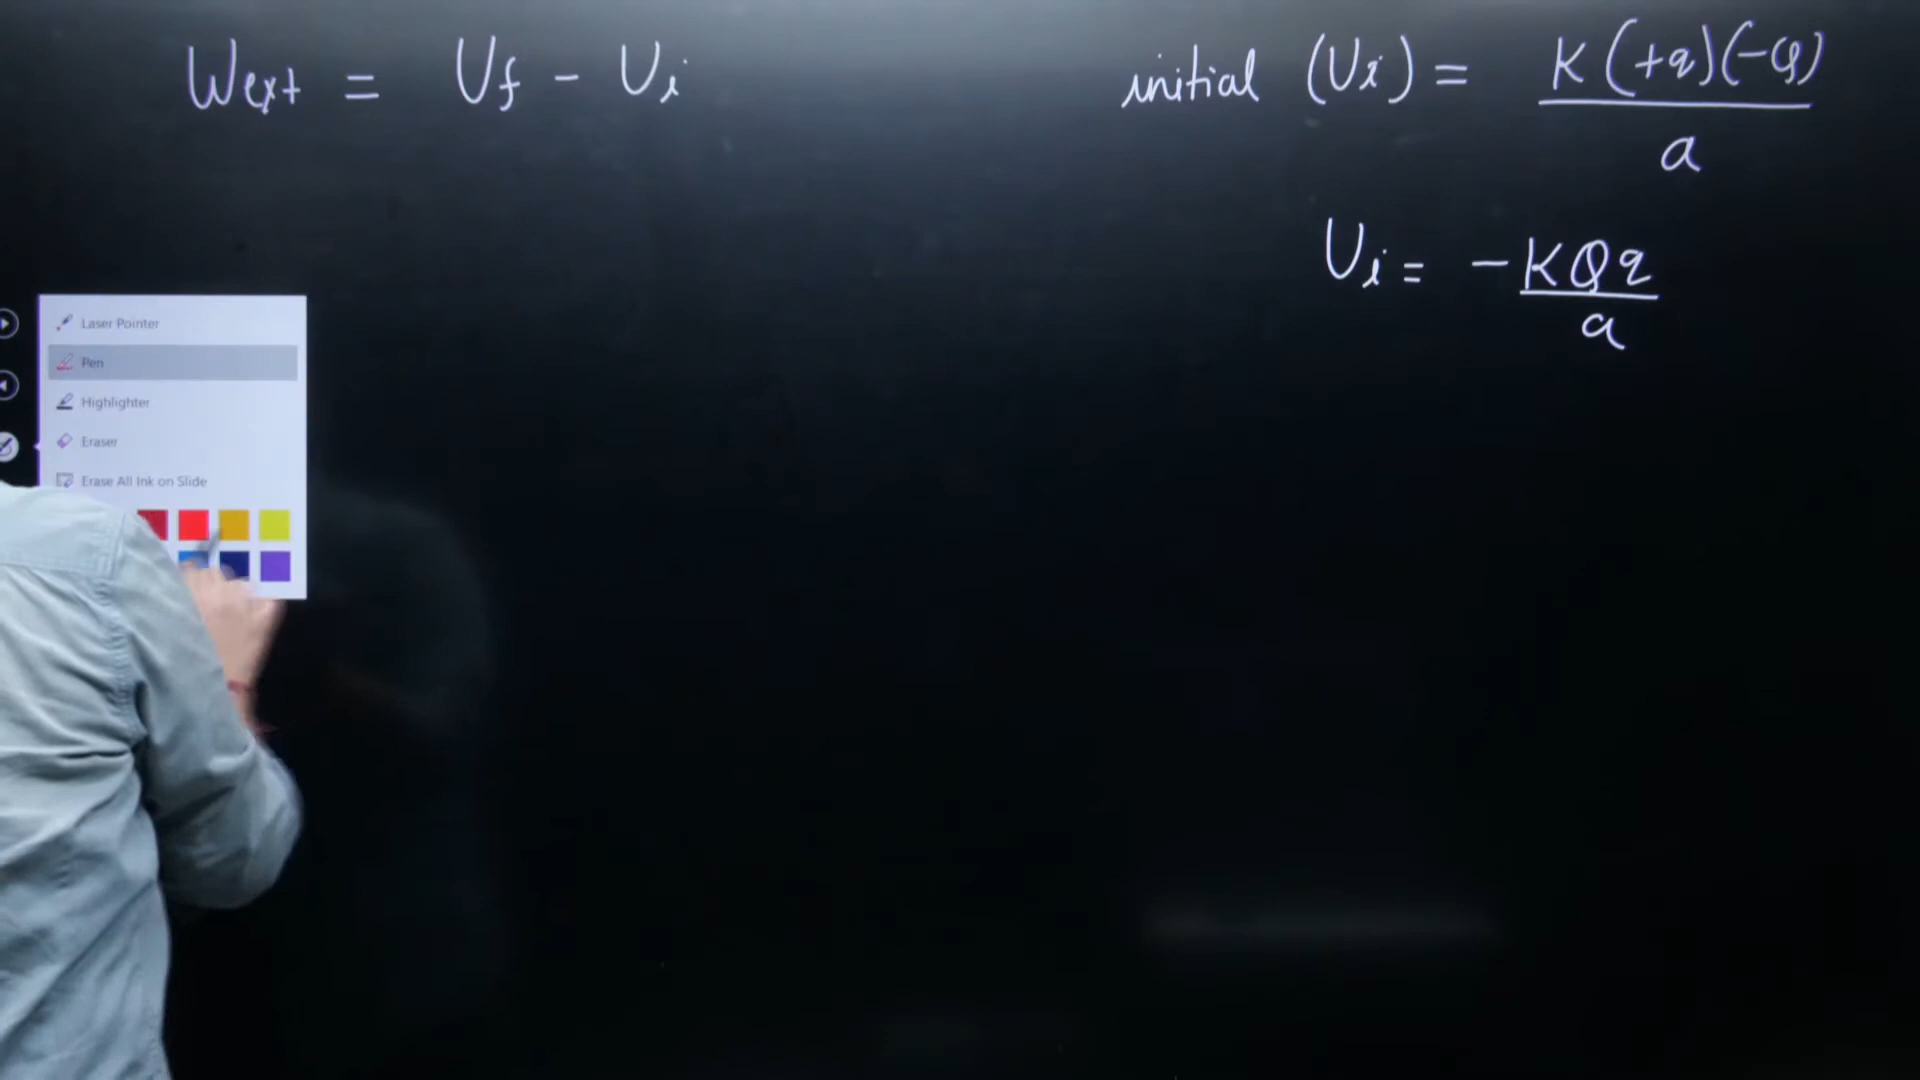 Wext = Uf - Ui
initial (Ui) = K(+q)(-Q)
a
Ui = -KQq
a
Laser Pointer
Pen
Highlighter
Eraser
Erase All Ink on Slide